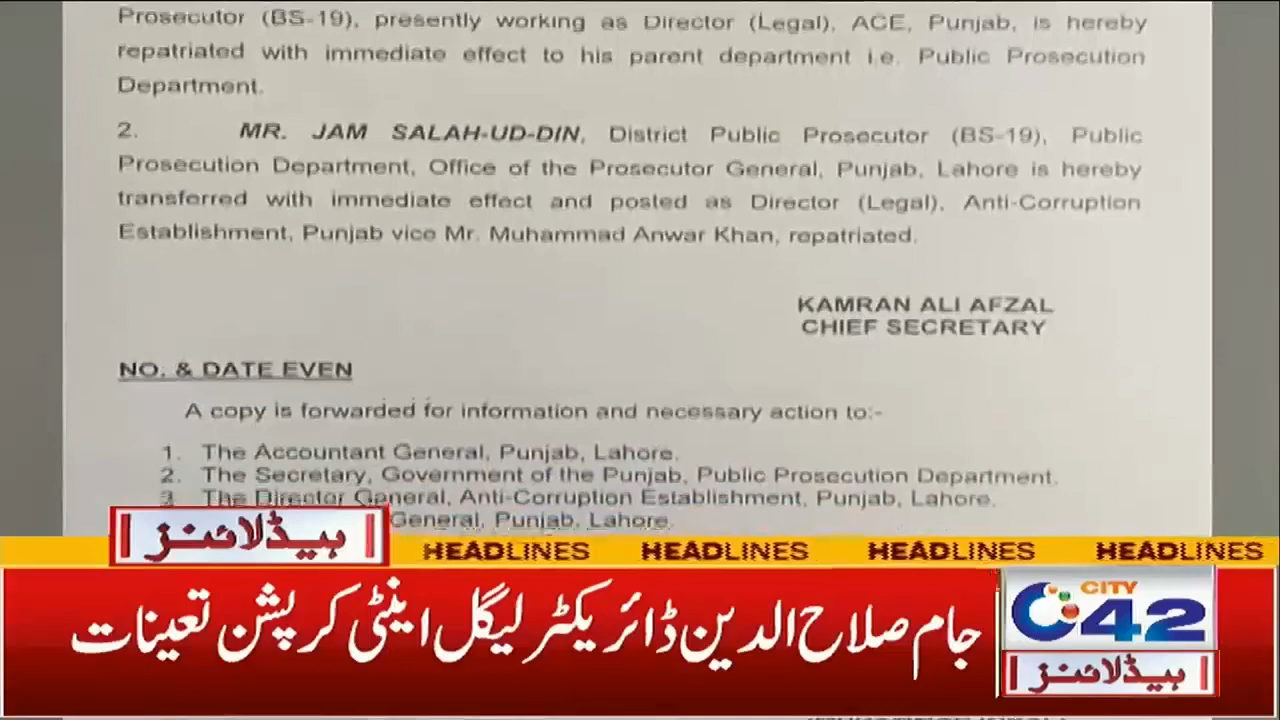 Prosecutor (BS-19), presently working as Director (Legal), ACE, Punjab, is hereby
repatriated with immediate effect to his parent department i.e. Public Prosecution
Department.
2. MR. JAM SALAH-UD-DIN, District Public Prosecutor (BS-19), Public
Prosecution Department, Office of the Prosecutor General, Punjab, Lahore is hereby
transferred with immediate effect and posted as Director (Legal), Anti-Corruption
Establishment, Punjab vice Mr. Muhammad Anwar Khan, repatriated.
KAMRAN ALI AFZAL
CHIEF SECRETARY
NO. & DATE EVEN
A copy is forwarded for information and necessary action to:-
1. The Accountant General, Punjab, Lahore.
2. The Secretary, Government of the Punjab, Public Prosecution Department.
3. The Director General, Anti-Corruption Establishment, Punjab, Lahore.
General, Punjab, Lahore.
ہیڈلائنز
HEADLINES HEADLINES HEADLINES HEADLINES
جام صلاح الدین ڈائریکٹر لیگل اینٹی کرپشن تعینات
CITY
42
ہیڈلائنز